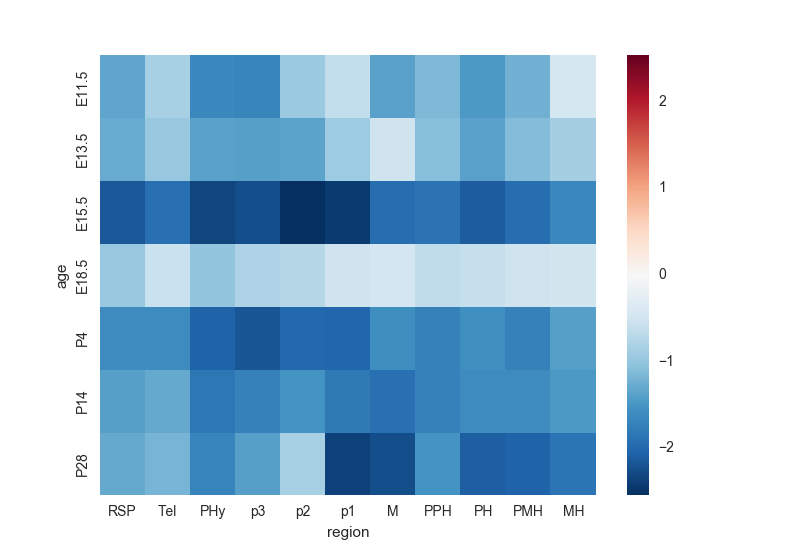 E11.5
E13.5
E15.5
E18.5
P4
P14
P28
age
RSP Tel PHy p3 p2 p1 M PPH PH PMH MH
region
2
1
0
−1
−2